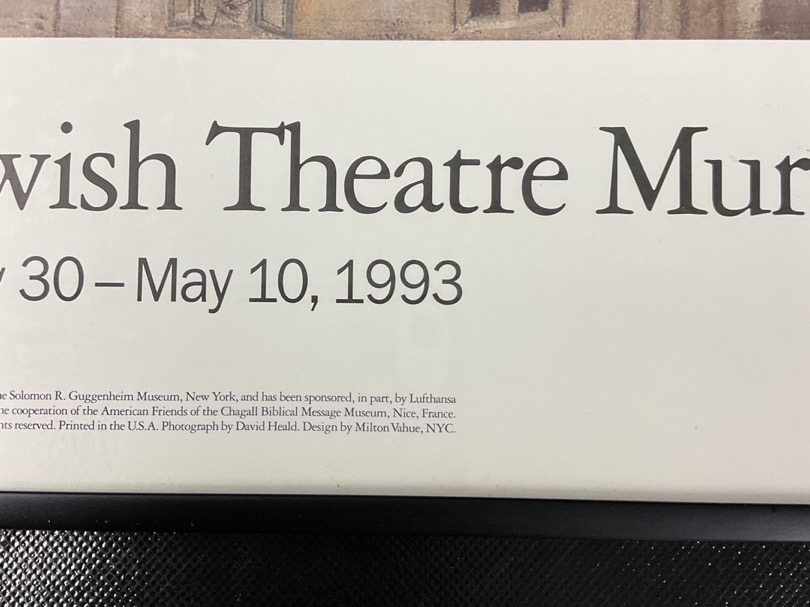 wish Theatre Mur
30 – May 10, 1993
e Solomon R. Guggenheim Museum, New York, and has been sponsored, in part, by Lufthansa
e cooperation of the American Friends of the Chagall Biblical Message Museum, Nice, France.
ts reserved. Printed in the U.S.A. Photograph by David Heald. Design by Milton Vahue, NYC.